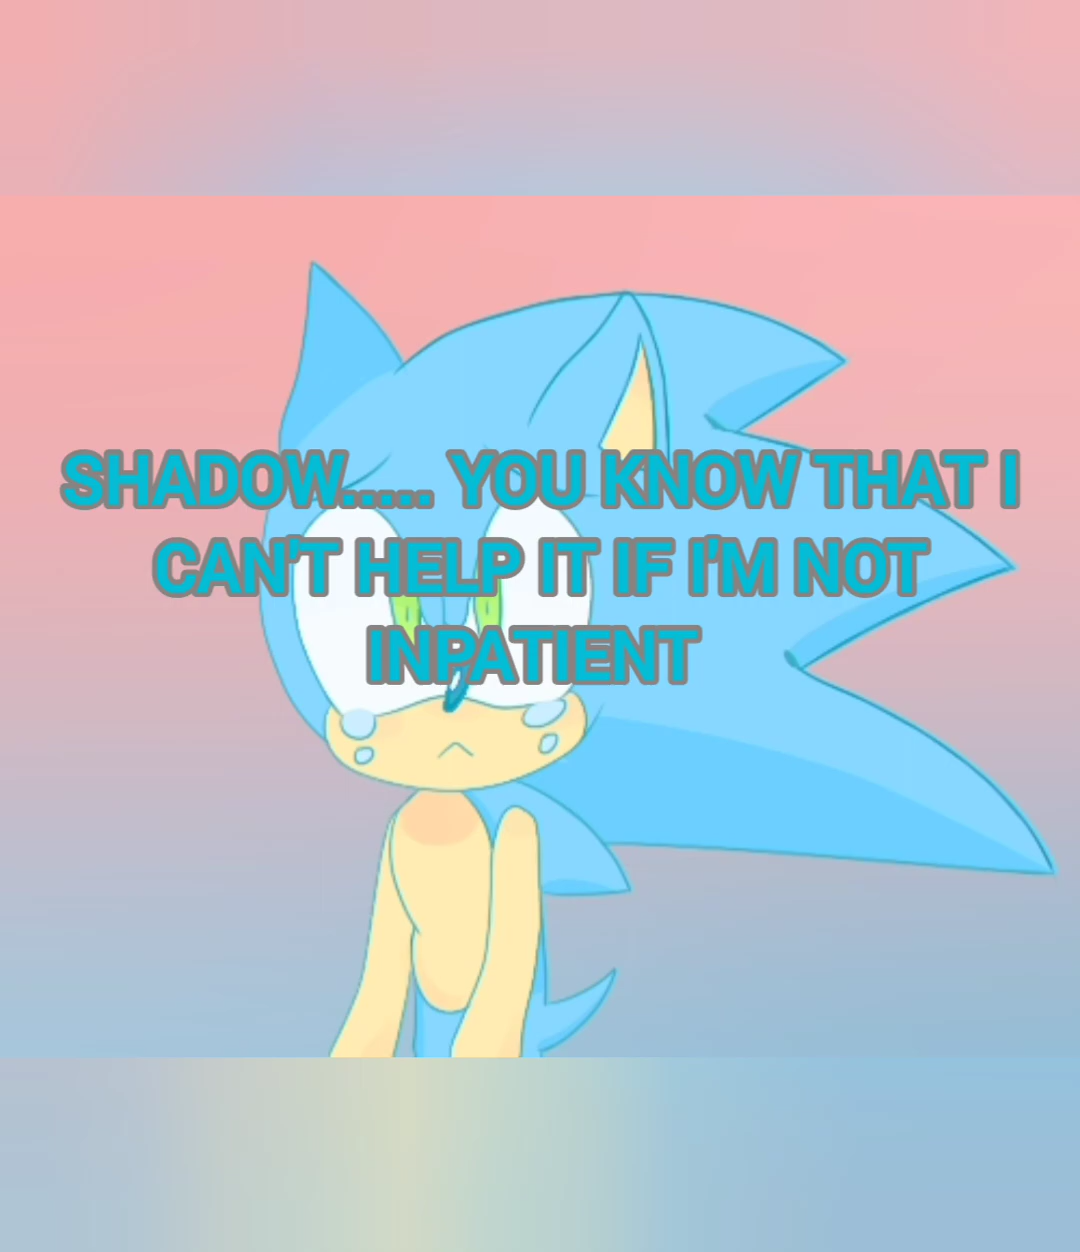 SHADOW..... YOU KNOW THAT I
CAN'T HELP IT IF I'M NOT
INPATIENT